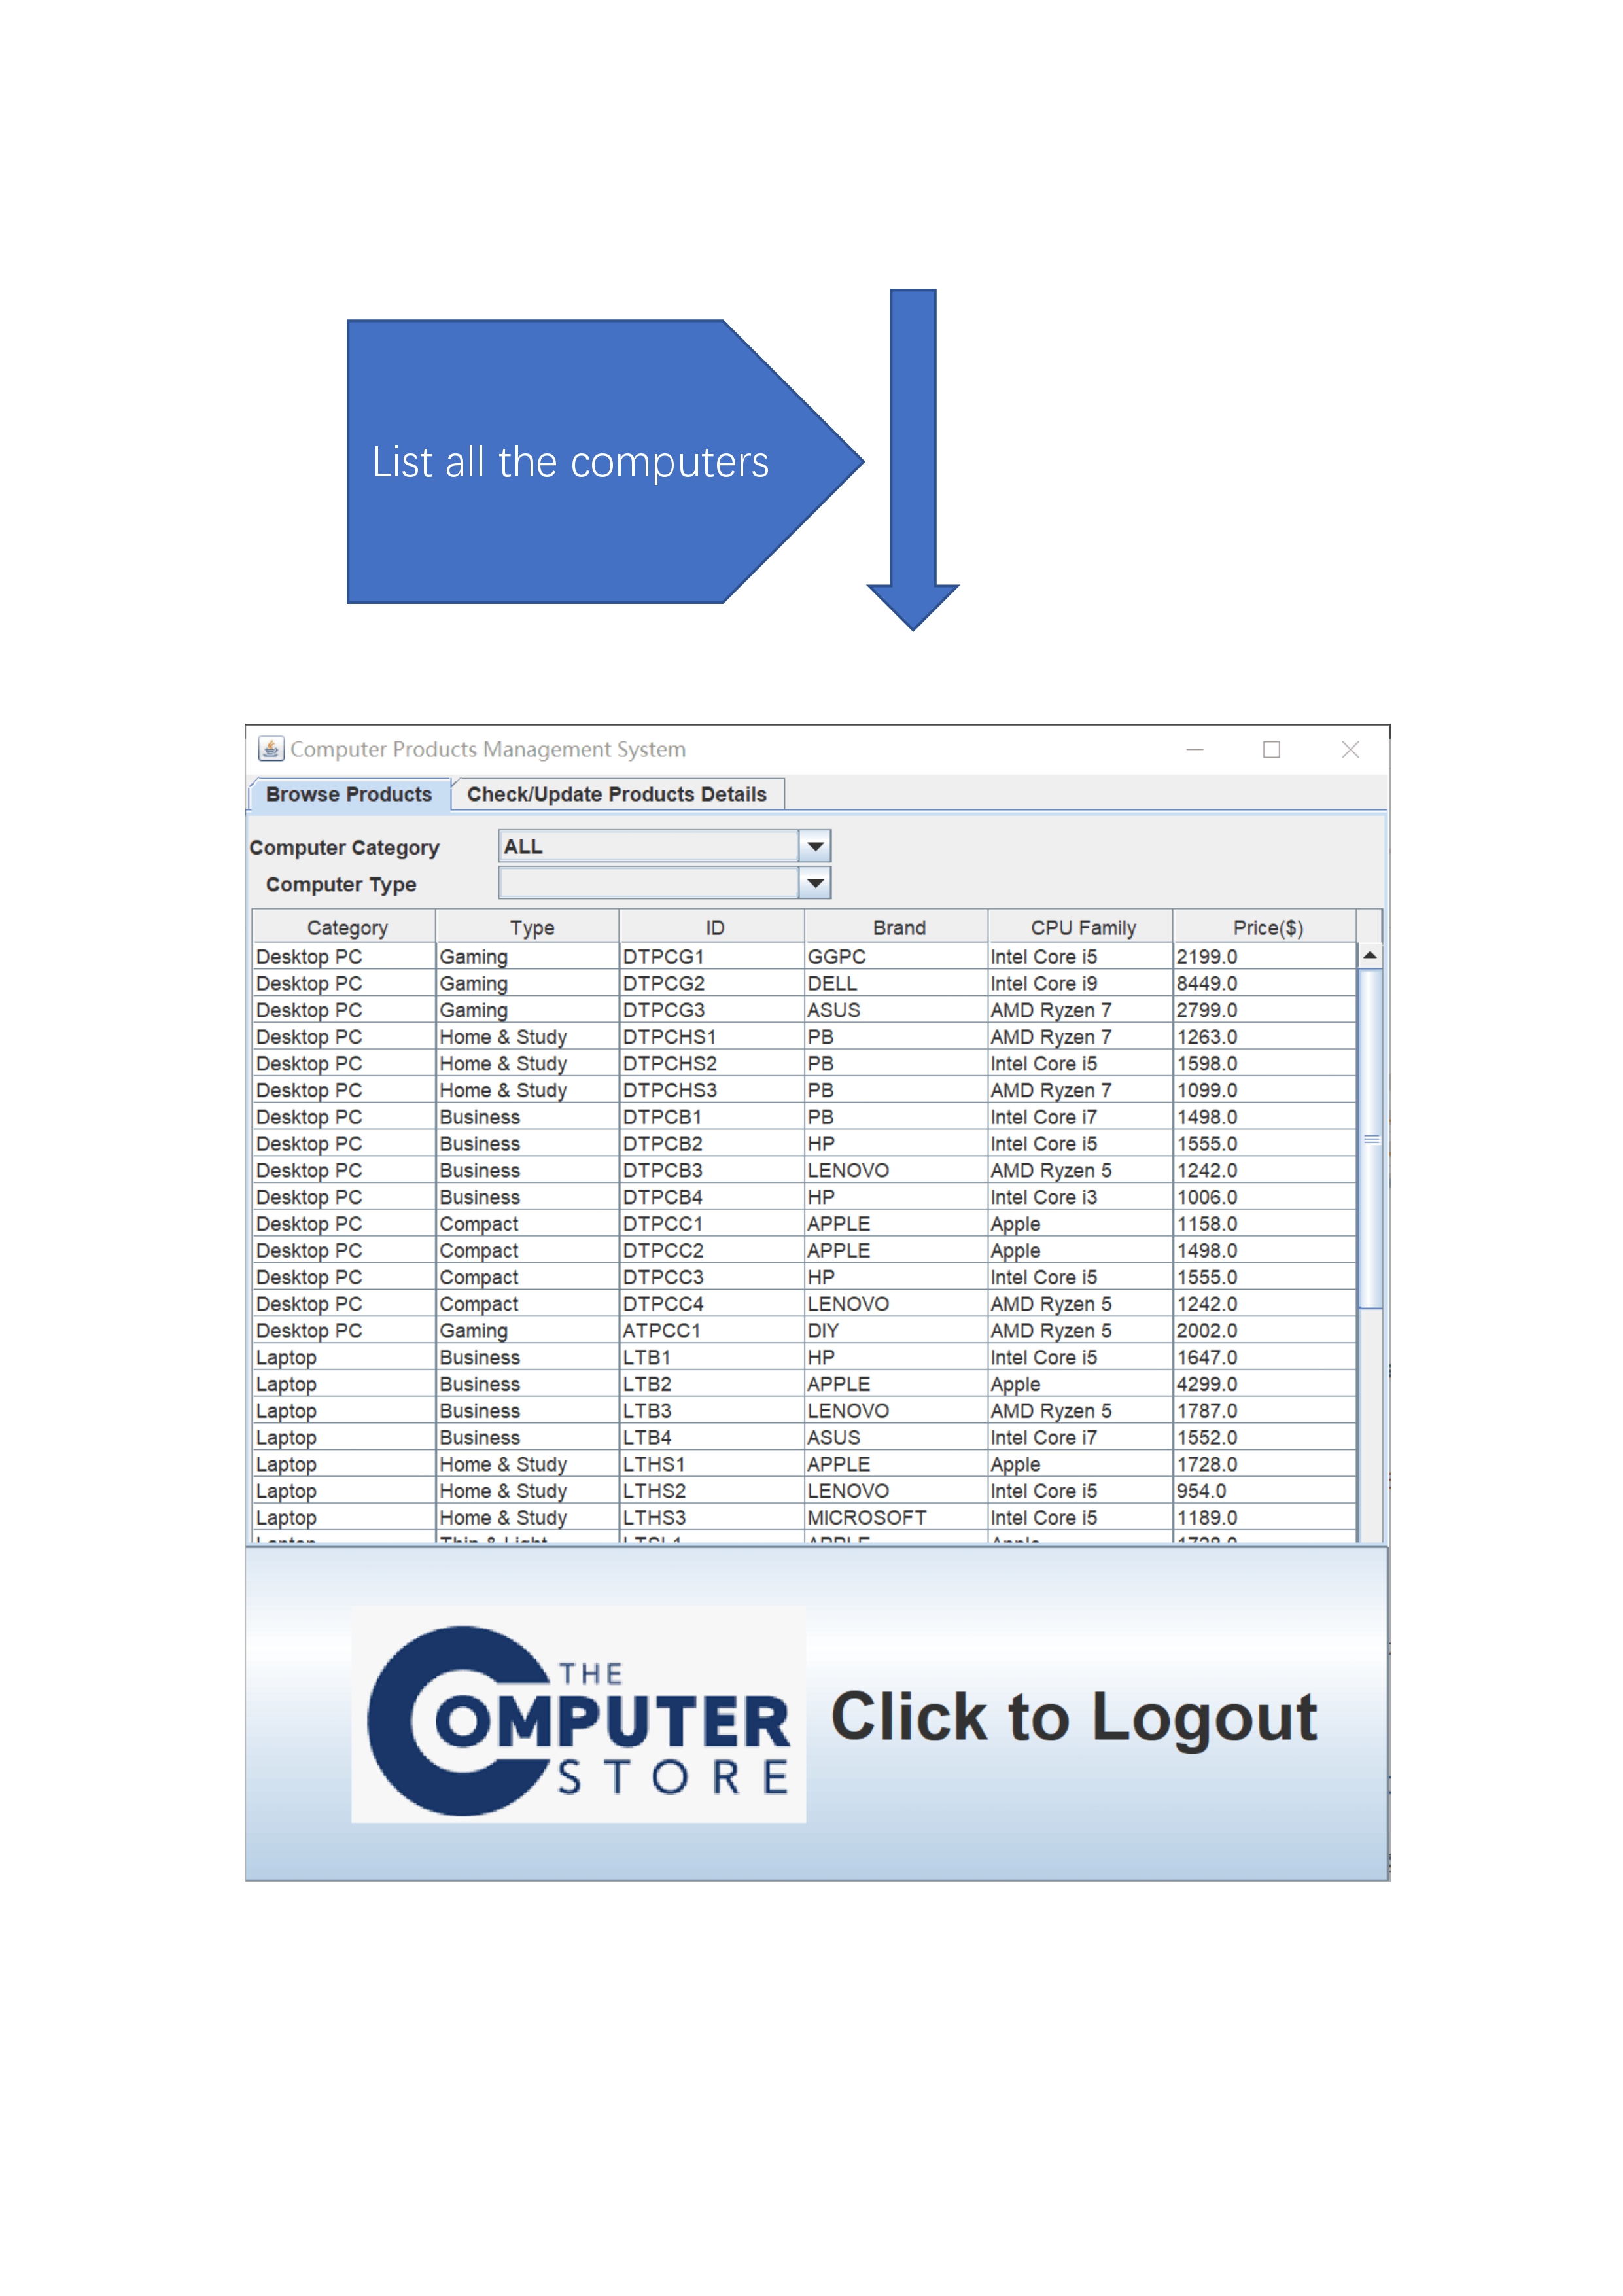 List all the computers
Computer Products Management System
Browse Products Check/Update Products Details
Computer Category ALL
Computer Type
Category Type ID Brand CPU Family Price($)
Desktop PC Gaming DTPCG1 GGPC Intel Core i5 2199.0
Desktop PC Gaming DTPCG2 DELL Intel Core i9 8449.0
Desktop PC Gaming DTPCG3 ASUS AMD Ryzen 7 2799.0
Desktop PC Home & Study DTPCHS1 PB AMD Ryzen 7 1263.0
Desktop PC Home & Study DTPCHS2 PB Intel Core i5 1598.0
Desktop PC Home & Study DTPCHS3 PB AMD Ryzen 7 1099.0
Desktop PC Business DTPCB1 PB Intel Core i7 1498.0
Desktop PC Business DTPCB2 HP Intel Core i5 1555.0
Desktop PC Business DTPCB3 LENOVO AMD Ryzen 5 1242.0
Desktop PC Business DTPCB4 HP Intel Core i3 1006.0
Desktop PC Compact DTPCC1 APPLE Apple 1158.0
Desktop PC Compact DTPCC2 APPLE Apple 1498.0
Desktop PC Compact DTPCC3 HP Intel Core i5 1555.0
Desktop PC Compact DTPCC4 LENOVO AMD Ryzen 5 1242.0
Desktop PC Gaming ATPCC1 DIY AMD Ryzen 5 2002.0
Laptop Business LTB1 HP Intel Core i5 1647.0
Laptop Business LTB2 APPLE Apple 4299.0
Laptop Business LTB3 LENOVO AMD Ryzen 5 1787.0
Laptop Business LTB4 ASUS Intel Core i7 1552.0
Laptop Home & Study LTHS1 APPLE Apple 1728.0
Laptop Home & Study LTHS2 LENOVO Intel Core i5 954.0
Laptop Home & Study LTHS3 MICROSOFT Intel Core i5 1189.0
THE
COMPUTER
STORE
Click to Logout